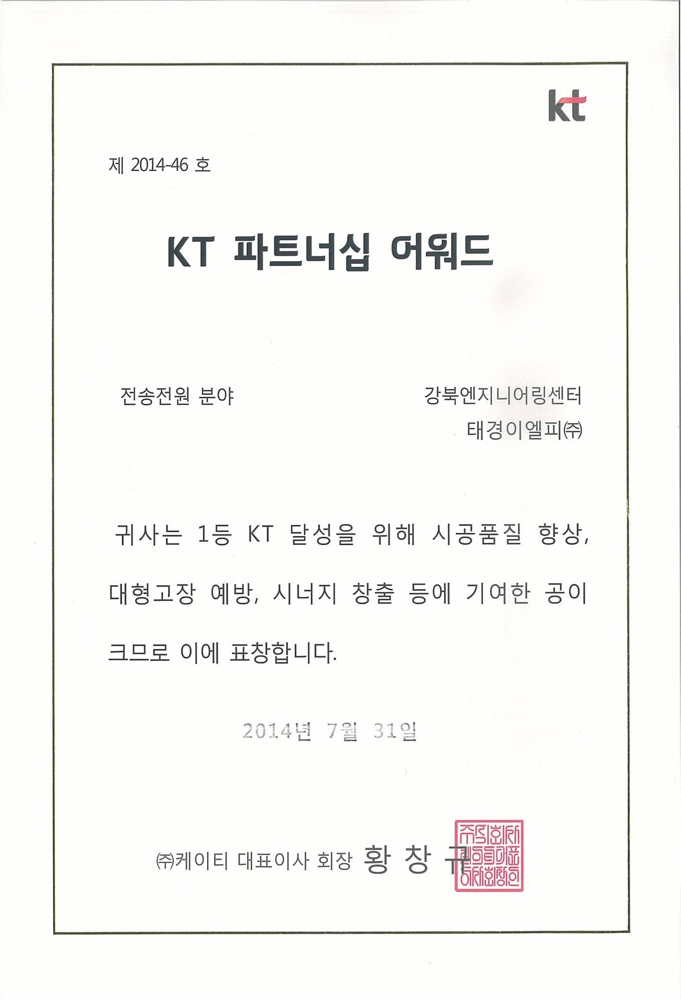 kt
제 2014-46 호
KT 파트너십 어워드
전송전원 분야 강북엔지니어링센터
태경이엘피㈜
귀사는 1등 KT 달성을 위해 시공품질 향상,
대형고장 예방, 시너지 창출 등에 기여한 공이
크므로 이에 표창합니다.
2014년 7월 31일
㈜케이티 대표이사 회장 황 창 규